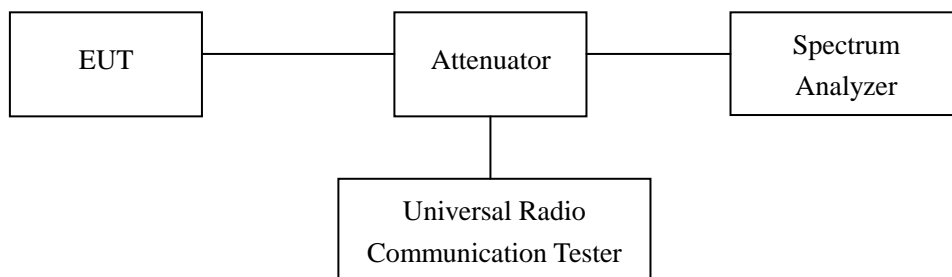 EUT
Attenuator
Spectrum
Analyzer
Universal Radio
Communication Tester